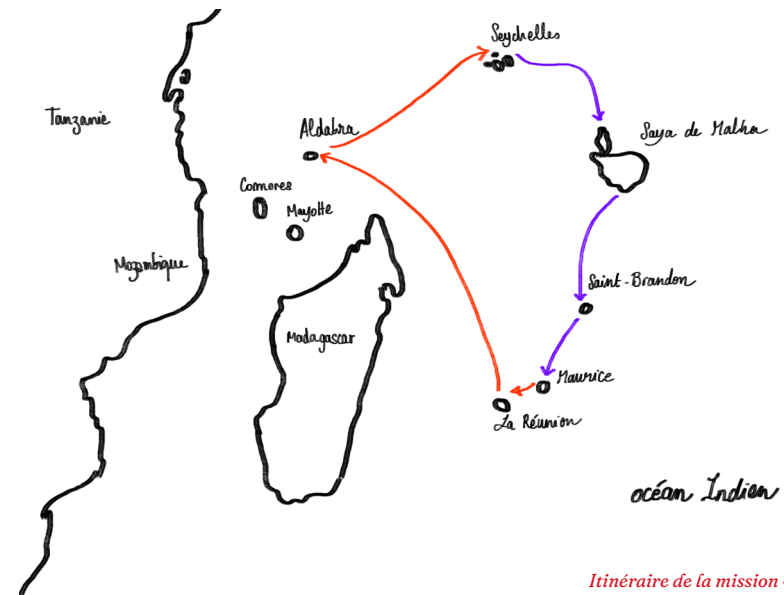 Seychelles
Tanzanie
Aldabra
Saya de Malha
Comores
Mayotte
Mozambique
Saint-Brandon
Madagascar
Maurice
La Réunion
océan Indien
Itinéraire de la mission